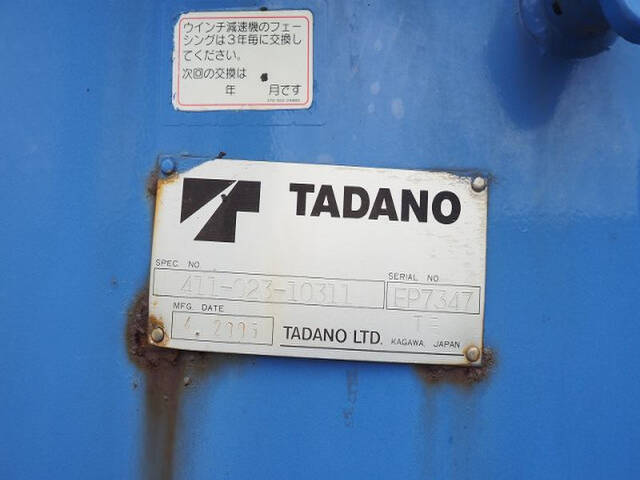 ウインチ減速機のフェー
シングは3年毎に交換し
てください。
次回の交換は
年 月です
TADANO
SPEC. NO.
411-023-10311
SERIAL NO.
EP7347
MFG. DATE
4. 2005
TADANO LTD.
KAGAWA, JAPAN